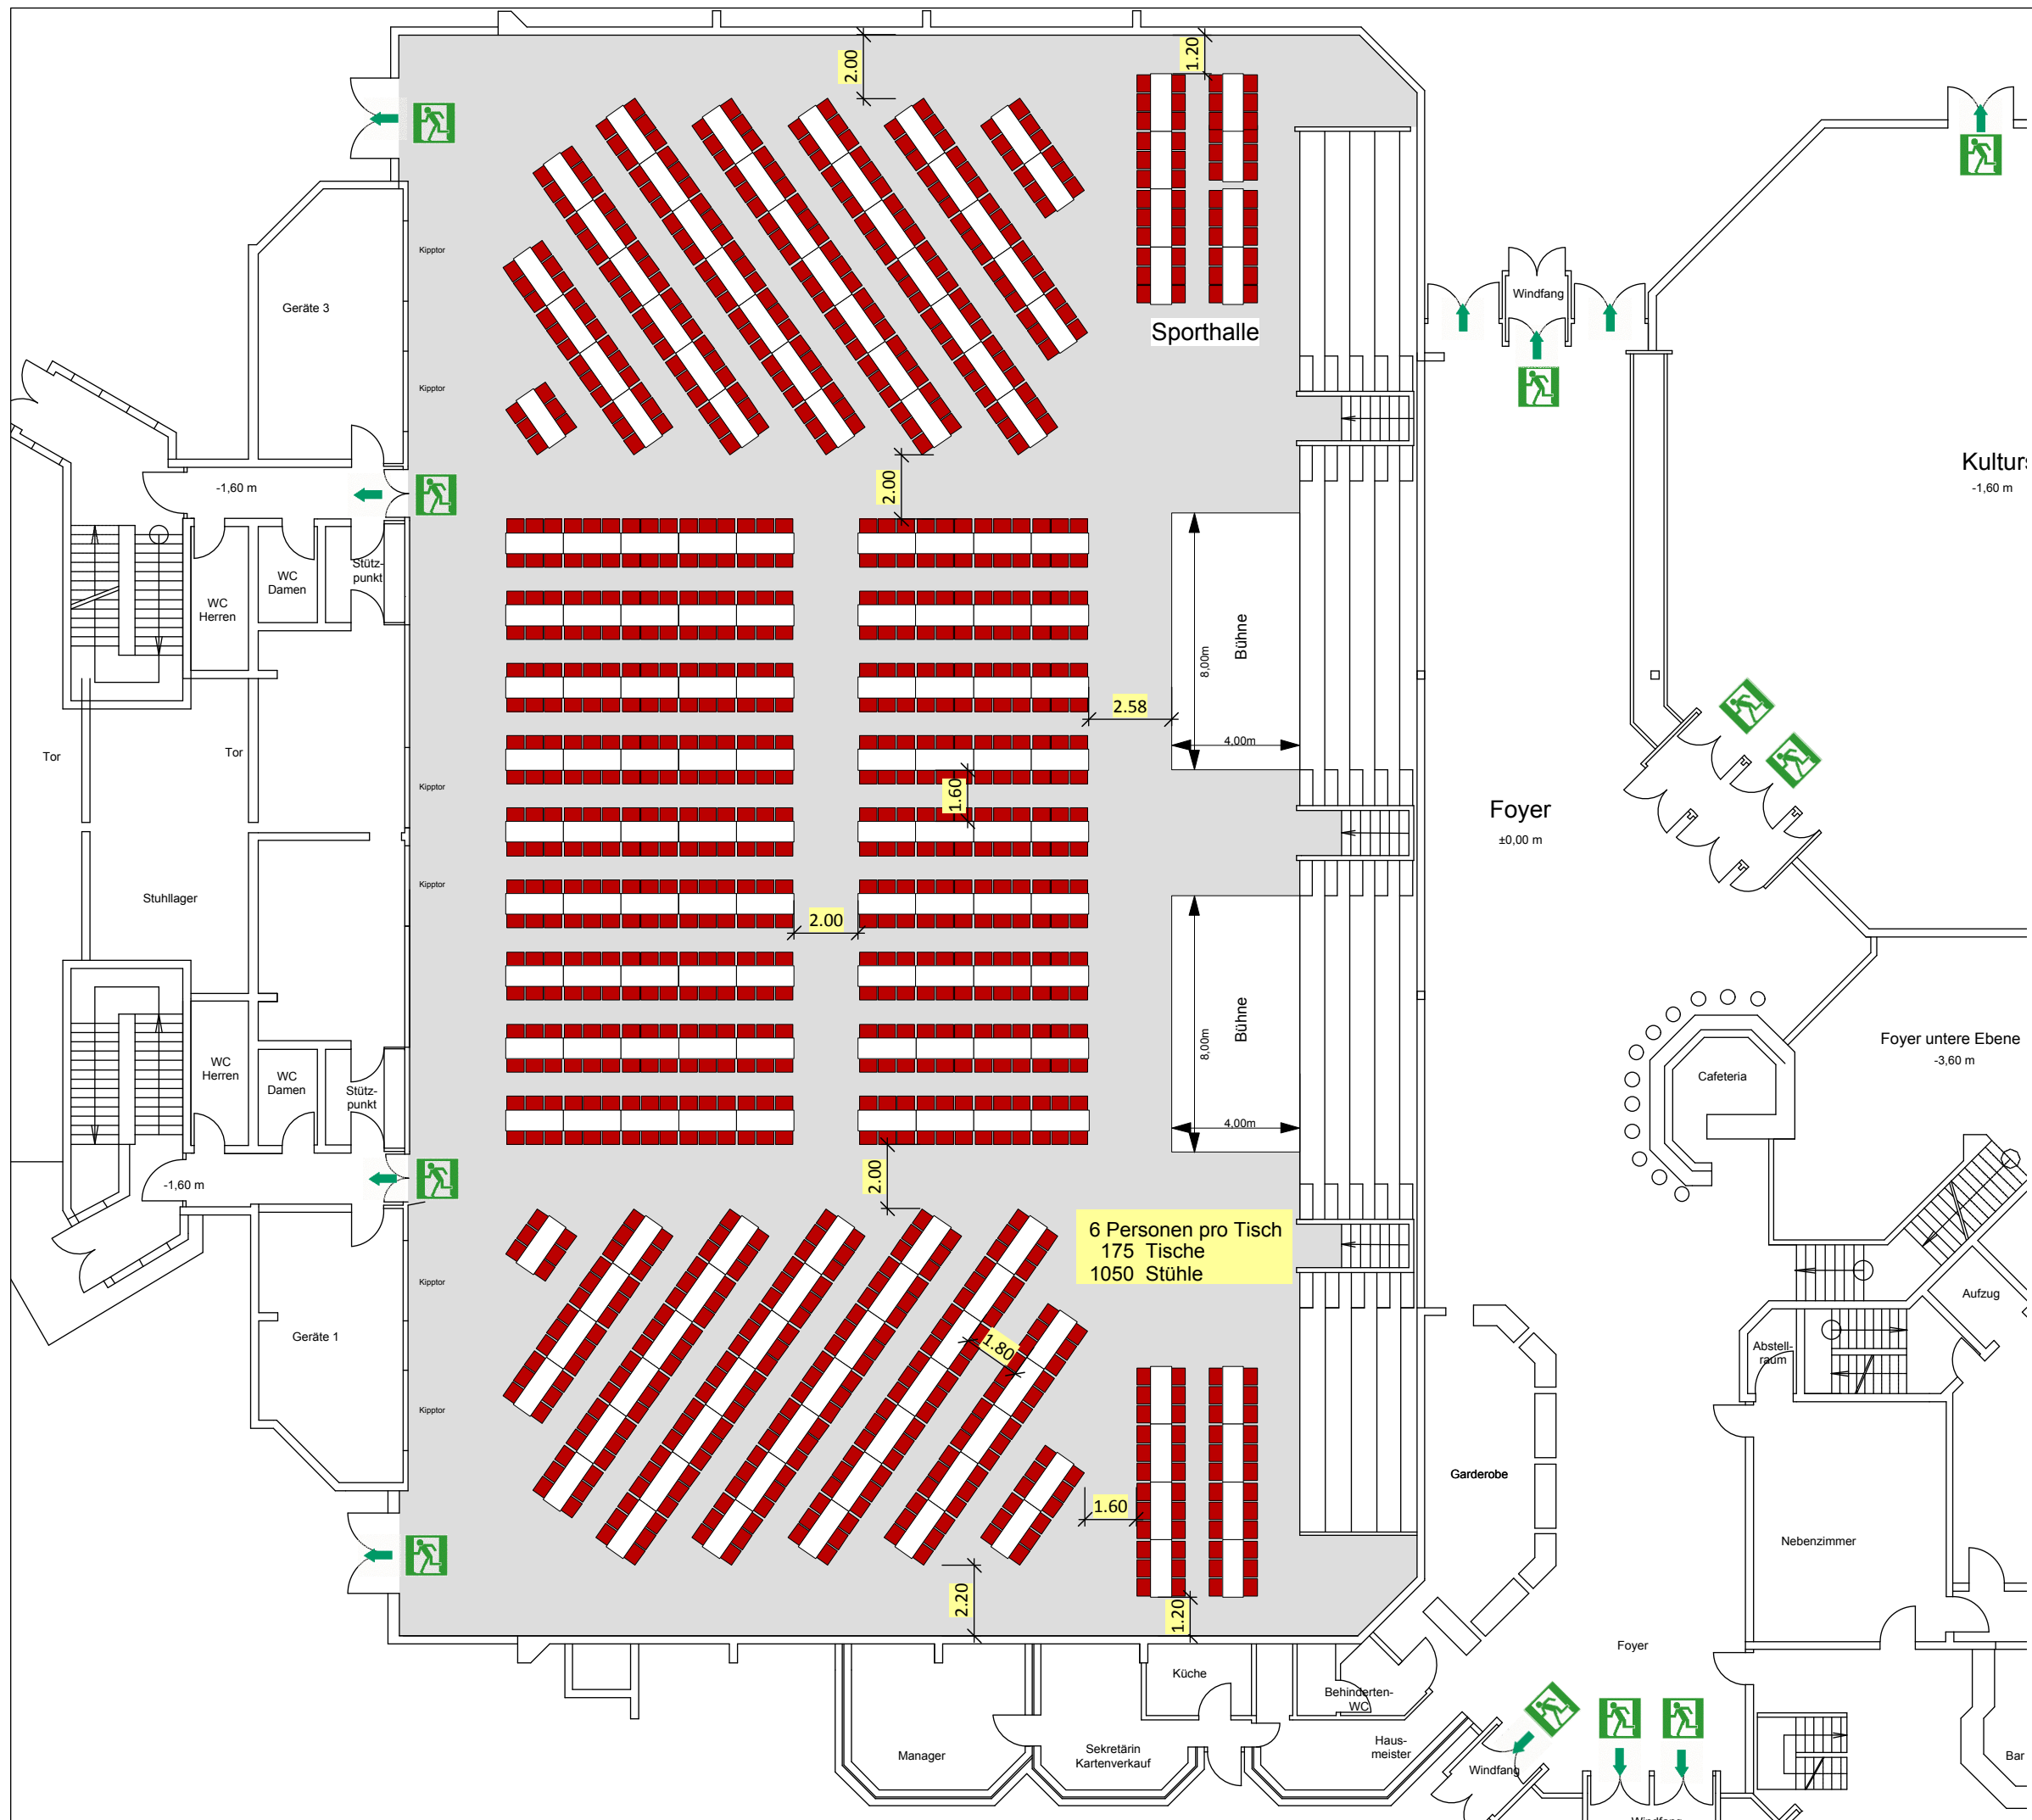 2.00
1.20
Kipptor
Geräte 3
Windfang
Sporthalle
Kipptor
-1,60 m
2.00
-1,60 m
Stütz-
punkt
WC
Damen
WC
Herren
Bühne
8,00m
2.58
4,00m
Tor
Tor
Kipptor
1.60
Foyer
±0,00 m
Kipptor
Stuhllager
2.00
Bühne
8,00m
Foyer untere Ebene
-3,60 m
Cafeteria
WC
Herren
WC
Damen
Stütz-
punkt
4,00m
2.00
-1,60 m
6 Personen pro Tisch
175 Tische
1050 Stühle
Kipptor
Aufzug
Geräte 1
1.80
Abstell-
raum
Kipptor
Garderobe
1.60
Nebenzimmer
2.20
1.20
Foyer
Küche
Behinderten-
WC
Manager
Sekretärin
Kartenverkauf
Haus-
meister
Windfang
Bar